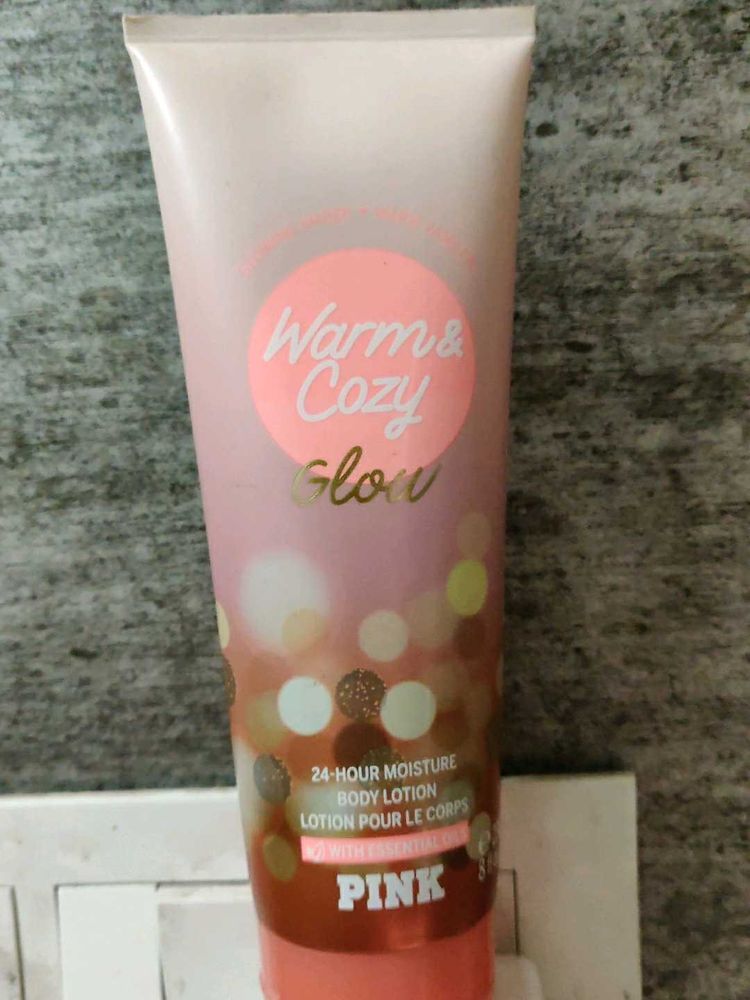 Warm &
Cozy
Glow
24-HOUR MOISTURE
BODY LOTION
LOTION POUR LE CORPS
WITH ESSENTIAL OILS
PINK